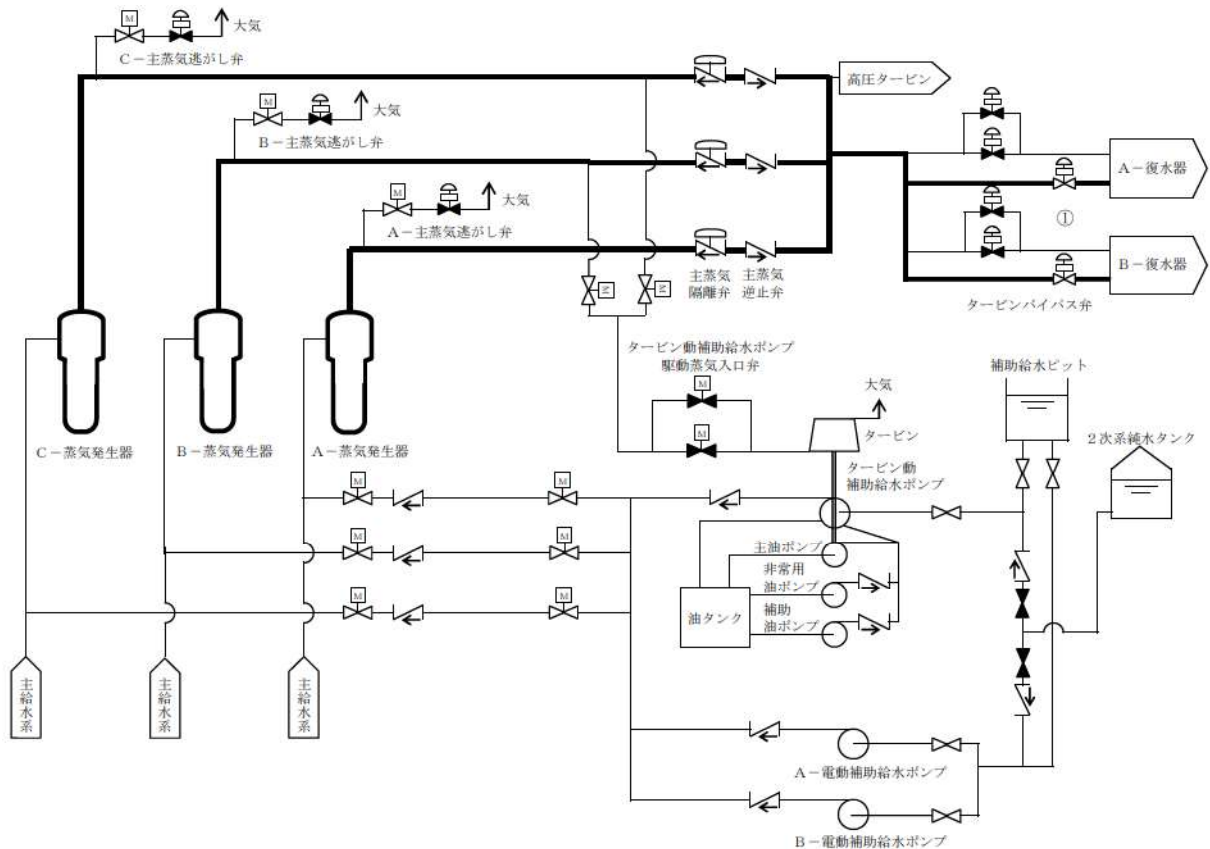 M
大気
C－主蒸気逃がし弁
高圧タービン
M
大気
B－主蒸気逃がし弁
A－復水器
M
大気
A－主蒸気逃がし弁
①
主蒸気
隔離弁
主蒸気
逆止弁
B－復水器
M
M
タービンバイパス弁
タービン動補助給水ポンプ
駆動蒸気入口弁
M
M
大気
タービン
補助給水ピット
2次系純水タンク
C－蒸気発生器
B－蒸気発生器
A－蒸気発生器
タービン動
補助給水ポンプ
M
M
M
M
M
M
主油ポンプ
非常用
油ポンプ
補助
油ポンプ
油タンク
主給水系
主給水系
主給水系
A－電動補助給水ポンプ
B－電動補助給水ポンプ